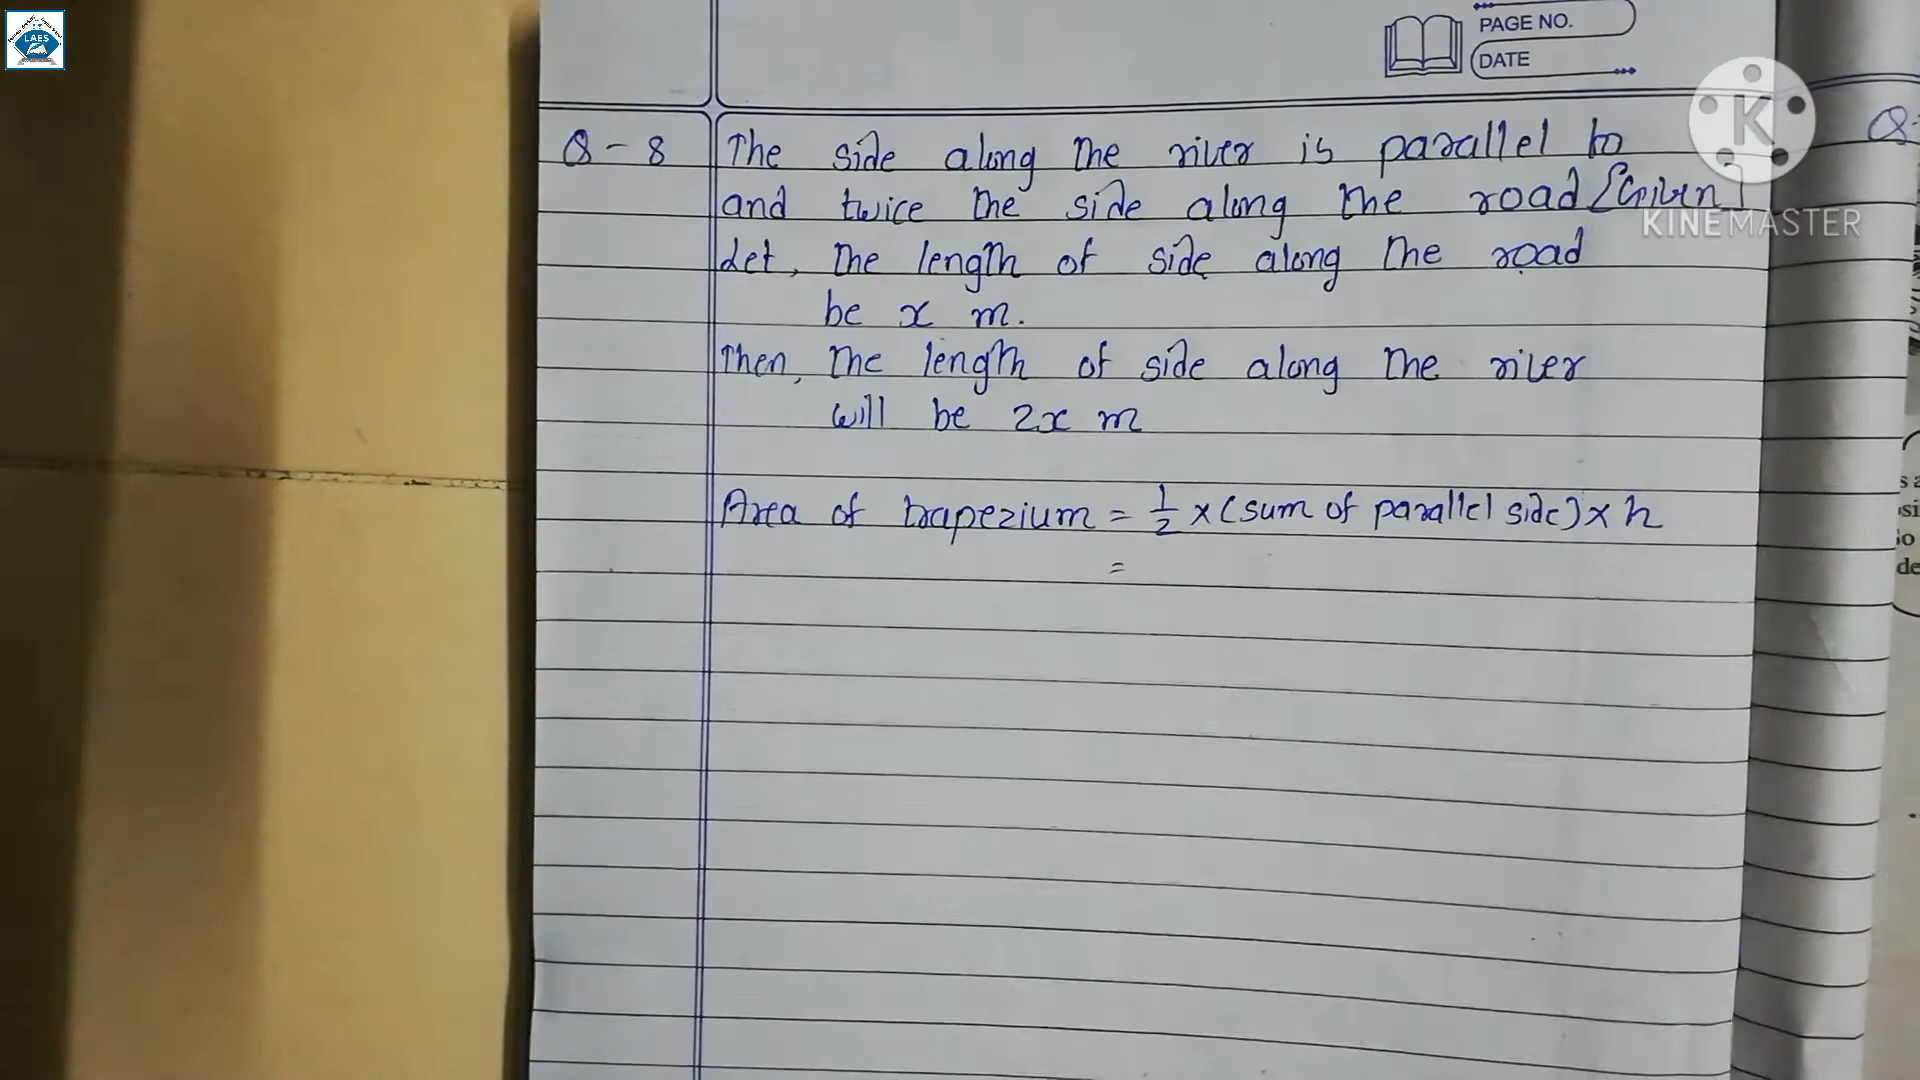 LAES
PAGE NO.
DATE
K
KINEMASTER
Q - 8 The side along the river is parallel to
and twice the side along the road [Given]
Let, the length of side along the road
be x m.
Then, the length of side along the river
will be 2x m
Area of trapezium = 1/2 x (sum of parallel side) x h
=